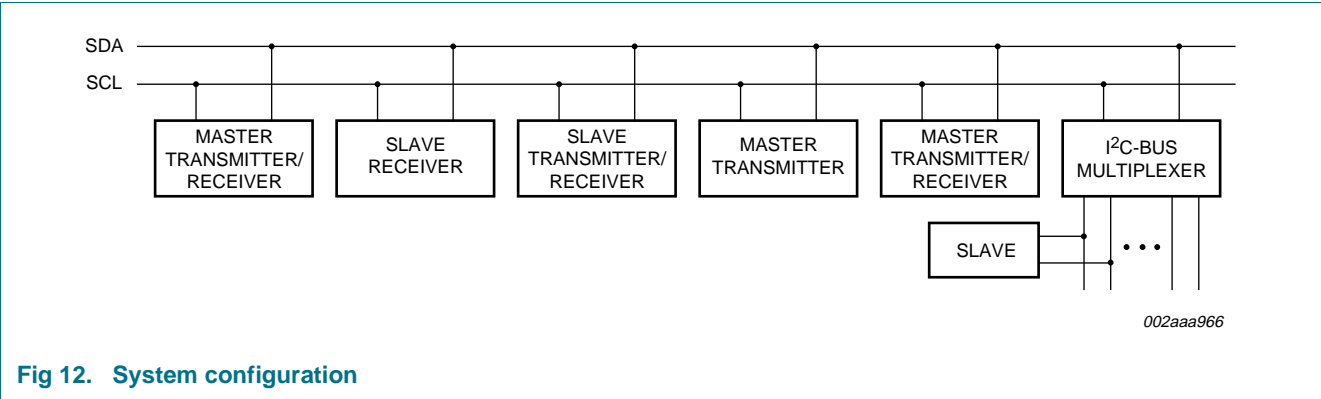 SDA
SCL
MASTER
TRANSMITTER/
RECEIVER
SLAVE
RECEIVER
SLAVE
TRANSMITTER/
RECEIVER
MASTER
TRANSMITTER
MASTER
TRANSMITTER/
RECEIVER
I²C-BUS
MULTIPLEXER
SLAVE
002aaa966
Fig 12. System configuration